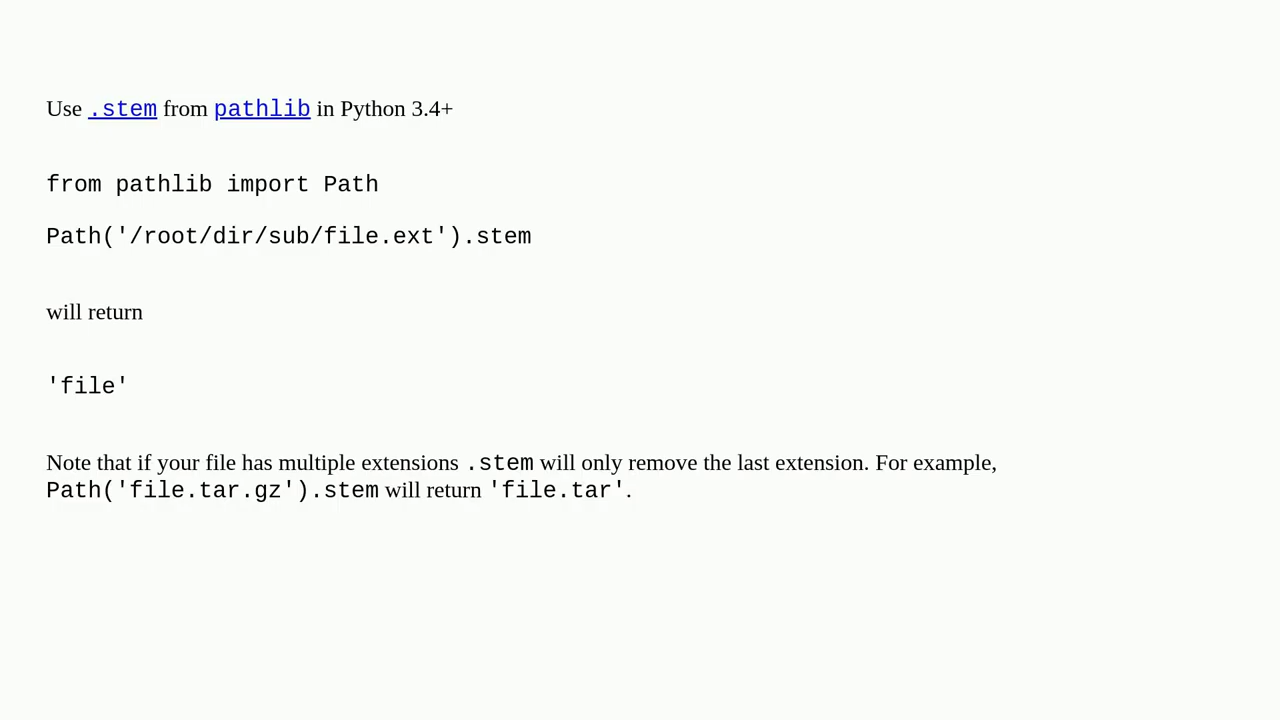 Use .stem from pathlib in Python 3.4+
from pathlib import Path
Path('/root/dir/sub/file.ext').stem
will return
'file'
Note that if your file has multiple extensions .stem will only remove the last extension. For example,
Path('file.tar.gz').stem will return 'file.tar'.